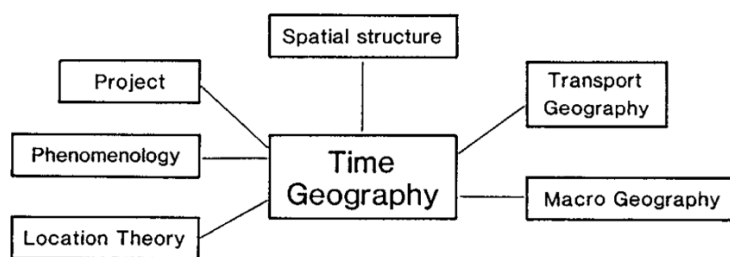 Spatial structure
Project
Transport
Geography
Phenomenology
Time
Geography
Macro Geography
Location Theory